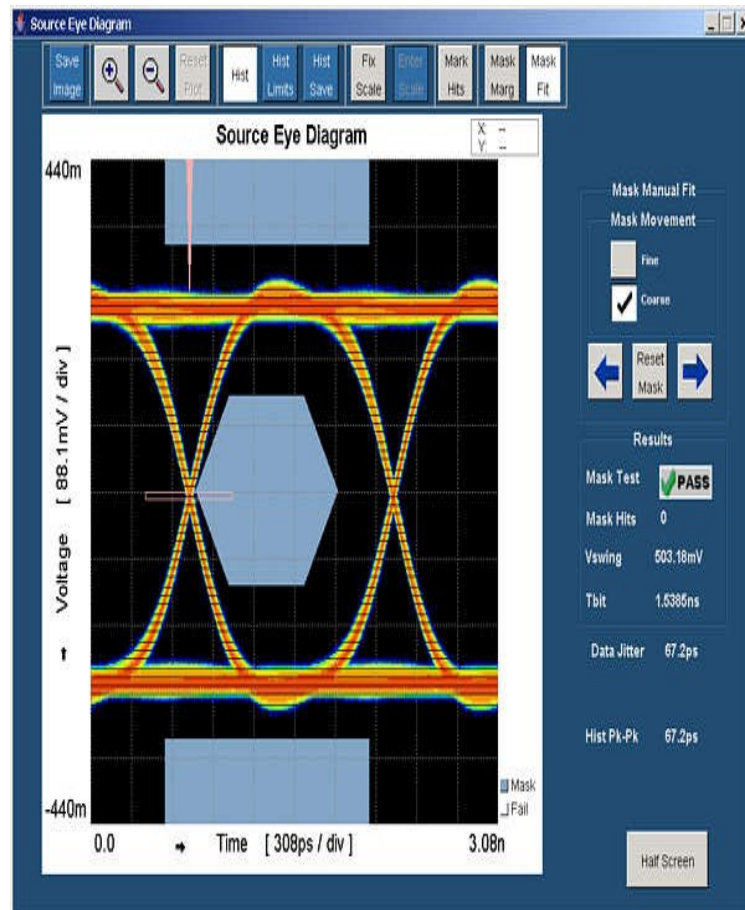 Source Eye Diagram
Save Image
Reset Plot
Hist
Hist Limits
Hist Save
Fix Scale
Enter Scale
Mark Hits
Mask Marg
Mask Fit
Source Eye Diagram
X: --
Y: --
440m
Voltage [ 88.1mV / div ]
-440m
0.0
Time [ 308ps / div ]
3.08n
Mask
Fail
Mask Manual Fit
Mask Movement
Fine
Coarse
Reset
Mask
Results
Mask Test PASS
Mask Hits 0
Vswing 503.18mV
Tbit 1.5385ns
Data Jitter 67.2ps
Hist Pk-Pk 67.2ps
Half Screen